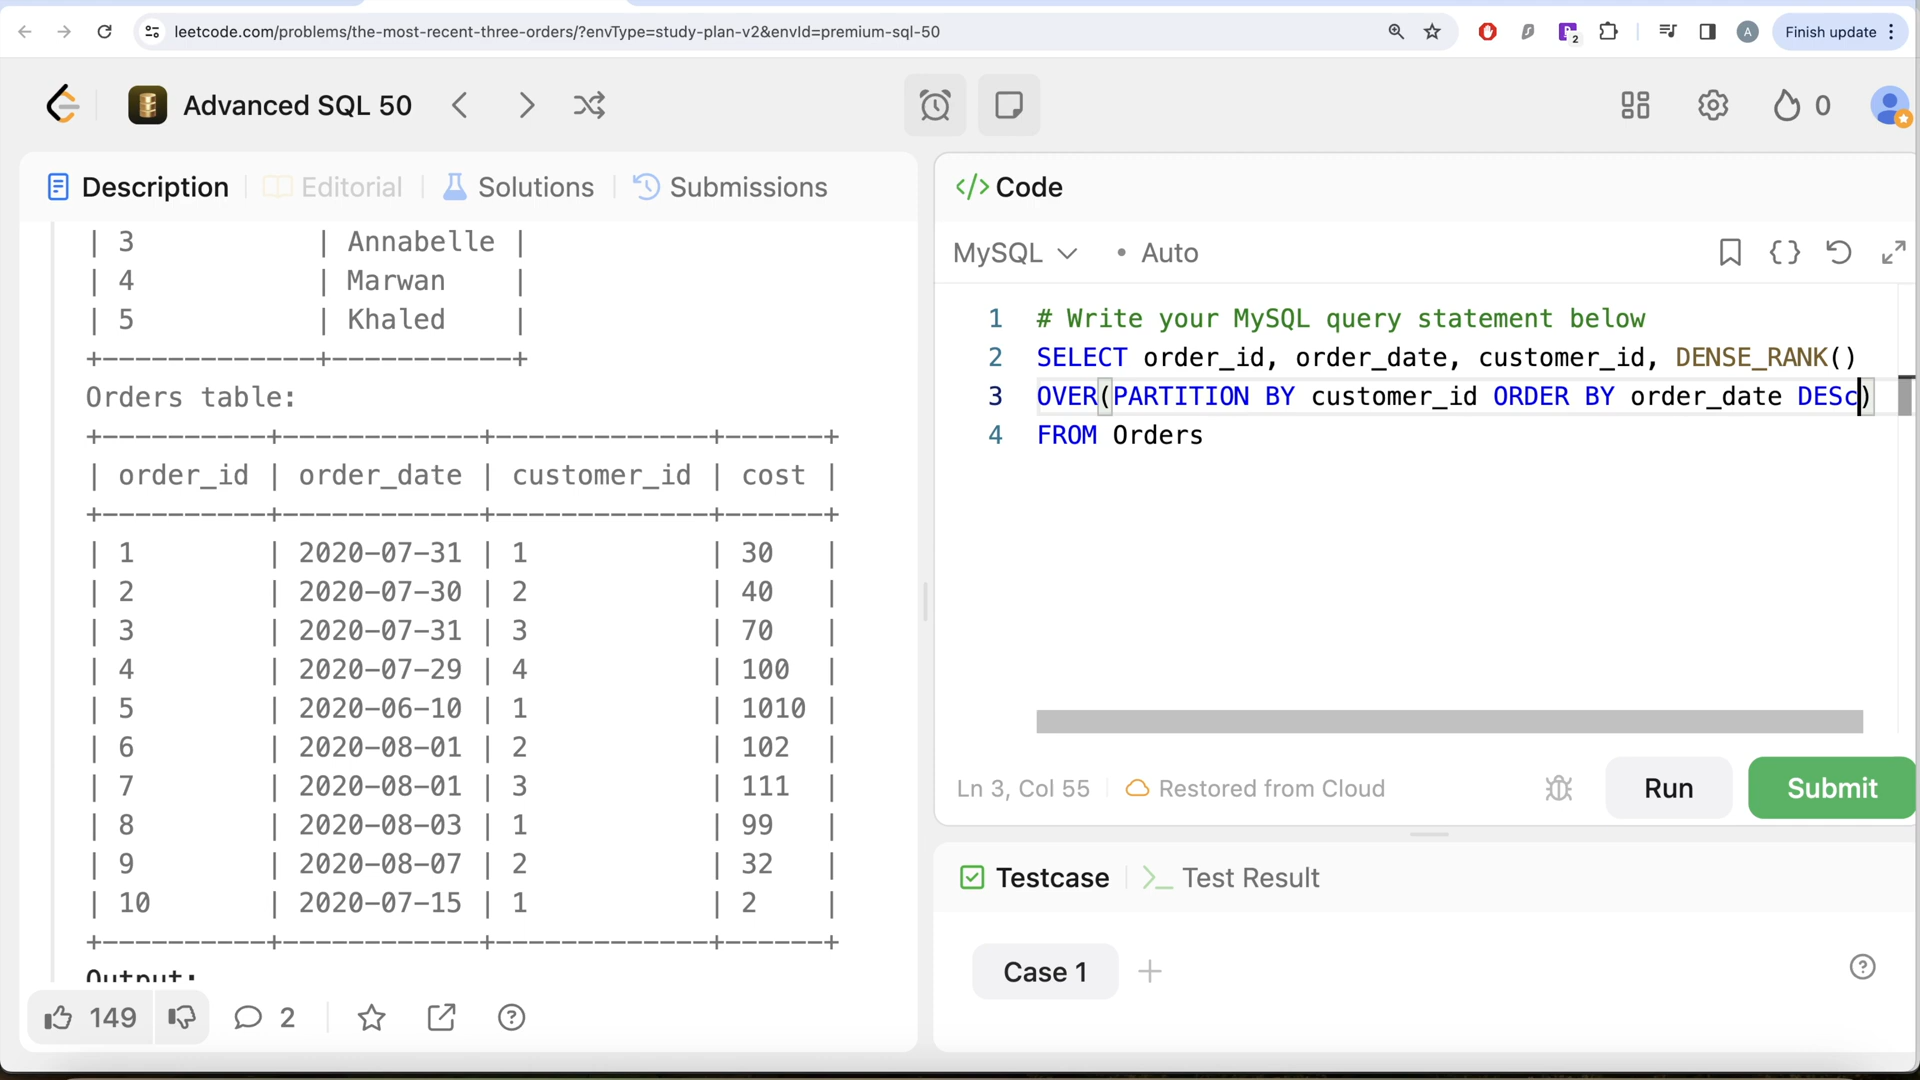 leetcode.com/problems/the-most-recent-three-orders/?envType=study-plan-v2&envId=premium-sql-50
2
A
Finish update
Advanced SQL 50
0
Description
Editorial
Solutions
Submissions
| 3 | Annabelle |
| 4 | Marwan |
| 5 | Khaled |
+-------------+-----------+
Orders table:
+----------+------------+-------------+------+
| order_id | order_date | customer_id | cost |
+----------+------------+-------------+------+
| 1 | 2020-07-31 | 1 | 30 |
| 2 | 2020-07-30 | 2 | 40 |
| 3 | 2020-07-31 | 3 | 70 |
| 4 | 2020-07-29 | 4 | 100 |
| 5 | 2020-06-10 | 1 | 1010 |
| 6 | 2020-08-01 | 2 | 102 |
| 7 | 2020-08-01 | 3 | 111 |
| 8 | 2020-08-03 | 1 | 99 |
| 9 | 2020-08-07 | 2 | 32 |
| 10 | 2020-07-15 | 1 | 2 |
+----------+------------+-------------+------+
Output:
149
2
</> Code
MySQL
• Auto
1 # Write your MySQL query statement below
2 SELECT order_id, order_date, customer_id, DENSE_RANK()
3 OVER(PARTITION BY customer_id ORDER BY order_date DESc)
4 FROM Orders
Ln 3, Col 55
Restored from Cloud
Run
Submit
Testcase
>_ Test Result
Case 1
+